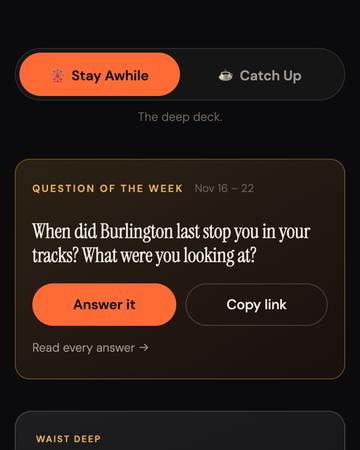 Stay Awhile
Catch Up
The deep deck.
QUESTION OF THE WEEK Nov 16 – 22
When did Burlington last stop you in your
tracks? What were you looking at?
Answer it
Copy link
Read every answer →
WAIST DEEP